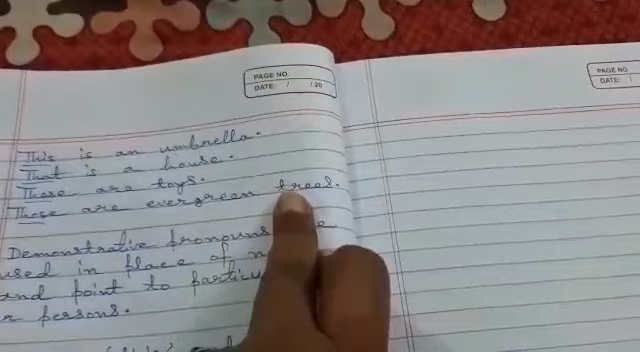 PAGE NO.
DATE: / /20
This is an umbrella.
That is a house.
These are toys.
Those are evergreen trees.
Demonstrative pronouns
used in place of
and point to
persons.
PAGE NO.
DATE: /